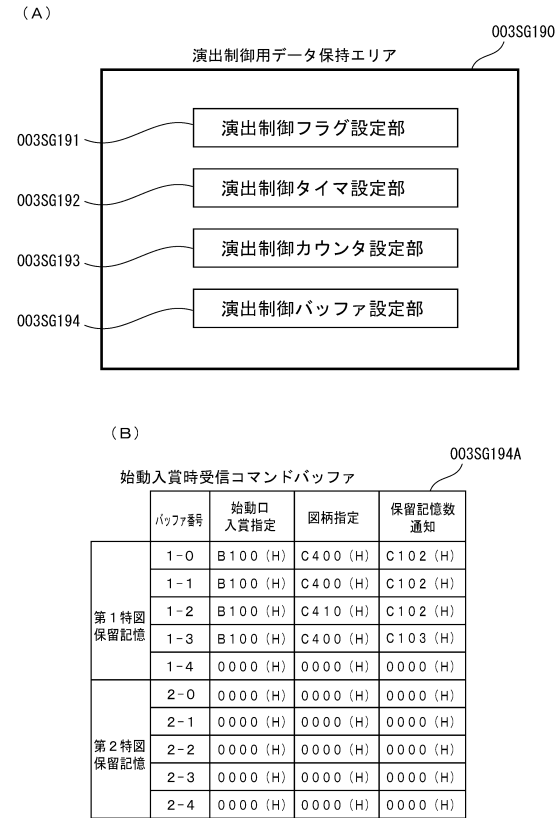 （A）
003SG190
演出制御用データ保持エリア
演出制御フラグ設定部
003SG191
演出制御タイマ設定部
003SG192
演出制御カウンタ設定部
003SG193
演出制御バッファ設定部
003SG194
（B）
003SG194A
始動入賞時受信コマンドバッファ
バッファ番号 始動口入賞指定 図柄指定 保留記憶数通知
第１特図保留記憶
1-0 B100（H） C400（H） C102（H）
1-1 B100（H） C400（H） C102（H）
1-2 B100（H） C410（H） C102（H）
1-3 B100（H） C400（H） C103（H）
1-4 0000（H） 0000（H） 0000（H）
第２特図保留記憶
2-0 0000（H） 0000（H） 0000（H）
2-1 0000（H） 0000（H） 0000（H）
2-2 0000（H） 0000（H） 0000（H）
2-3 0000（H） 0000（H） 0000（H）
2-4 0000（H） 0000（H） 0000（H）